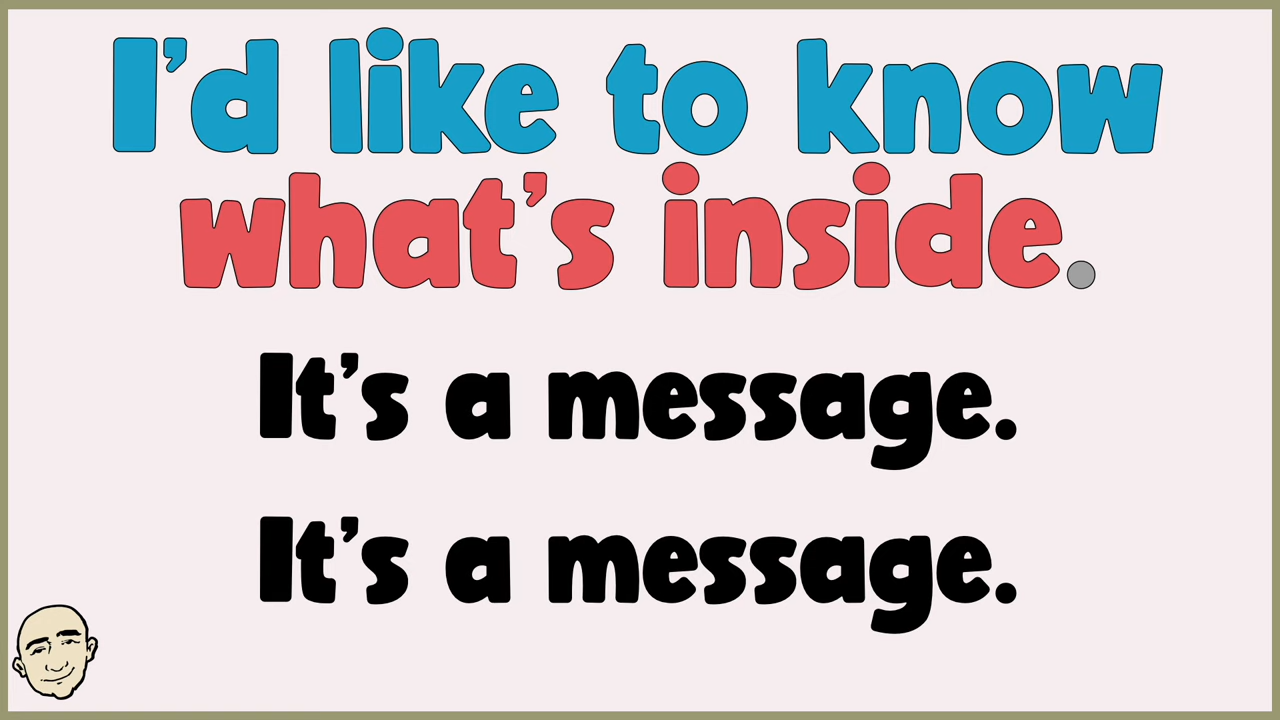 I'd like to know
what's inside.
It's a message.
It's a message.